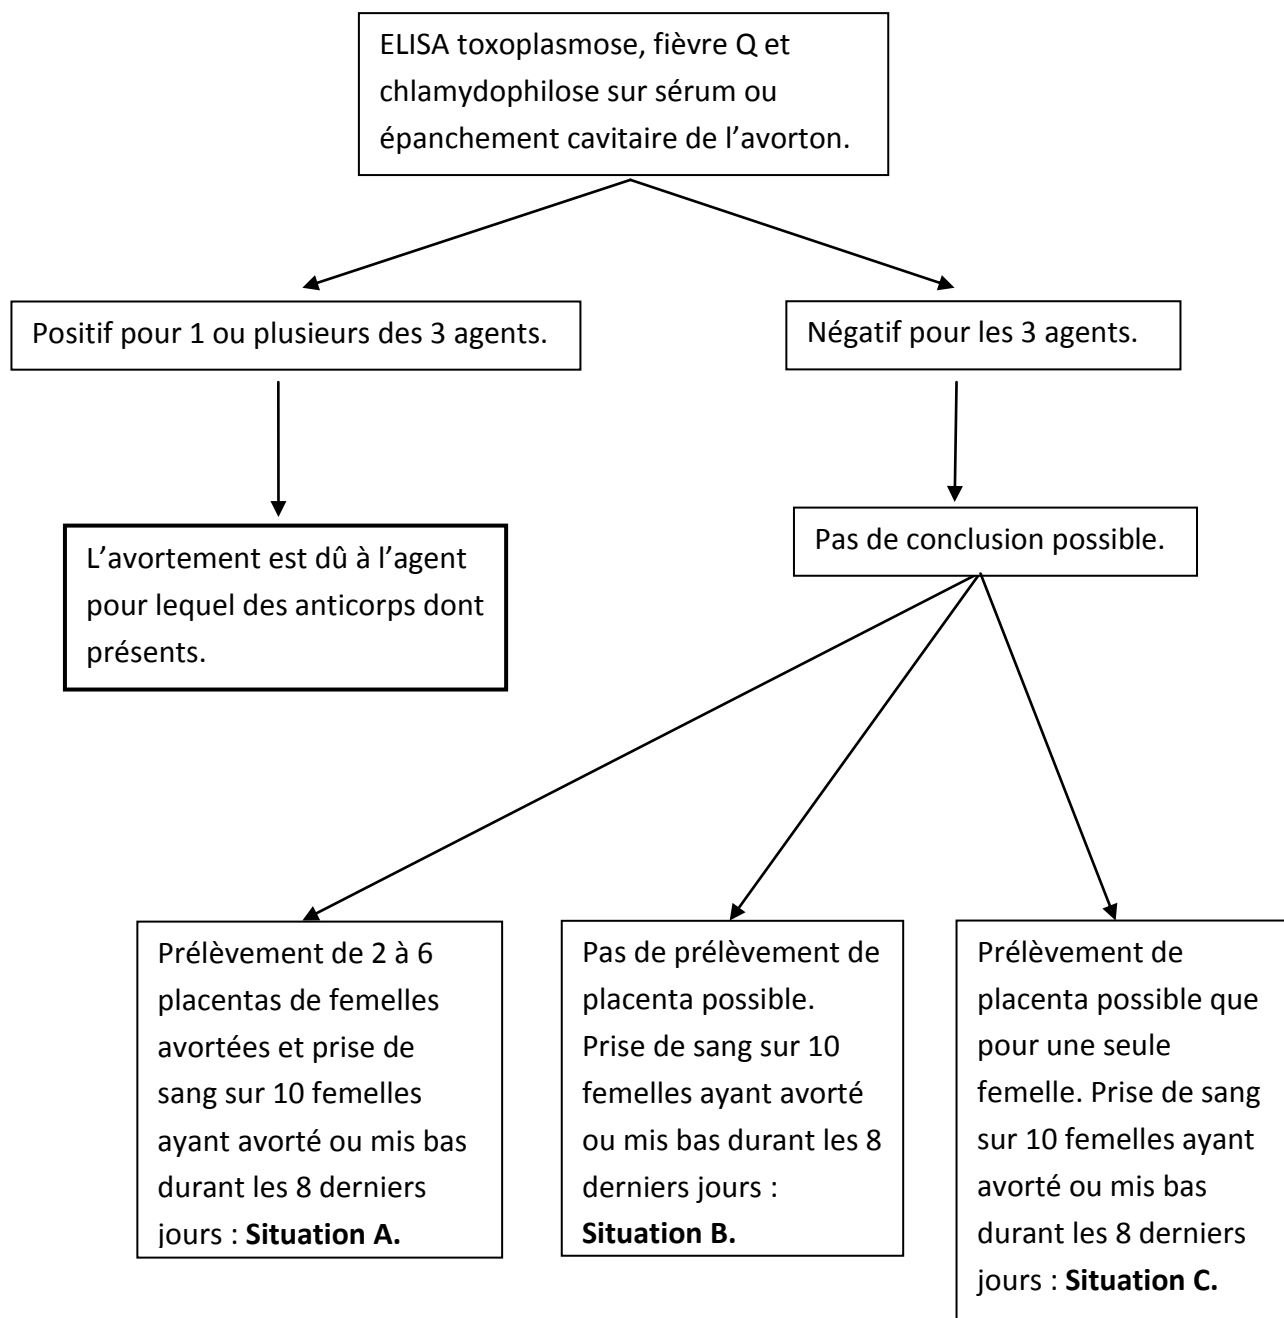 ELISA toxoplasmose, fièvre Q et
chlamydophilose sur sérum ou
épanchement cavitaire de l’avorton.
Positif pour 1 ou plusieurs des 3 agents.
Négatif pour les 3 agents.
L’avortement est dû à l’agent
pour lequel des anticorps dont
présents.
Pas de conclusion possible.
Prélèvement de 2 à 6
placentas de femelles
avortées et prise de
sang sur 10 femelles
ayant avorté ou mis bas
durant les 8 derniers
jours : Situation A.
Pas de prélèvement de
placenta possible.
Prise de sang sur 10
femelles ayant avorté
ou mis bas durant les 8
derniers jours :
Situation B.
Prélèvement de
placenta possible que
pour une seule
femelle. Prise de sang
sur 10 femelles ayant
avorté ou mis bas
durant les 8 derniers
jours : Situation C.